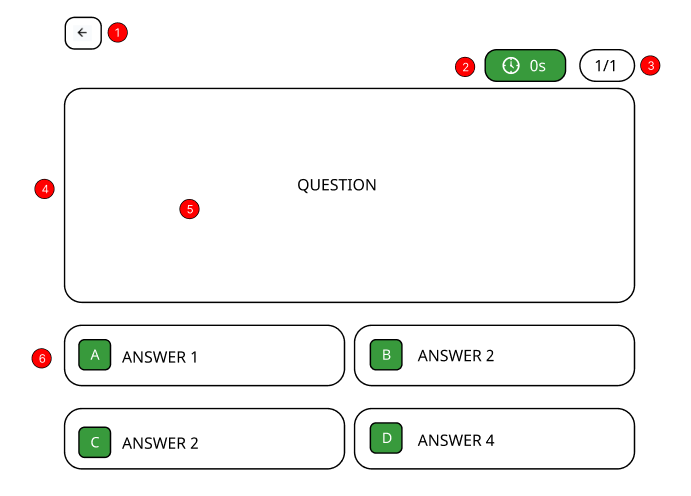 ← 1
2 0s 1/1 3
QUESTION
4
5
A ANSWER 1
B ANSWER 2
6
C ANSWER 2
D ANSWER 4